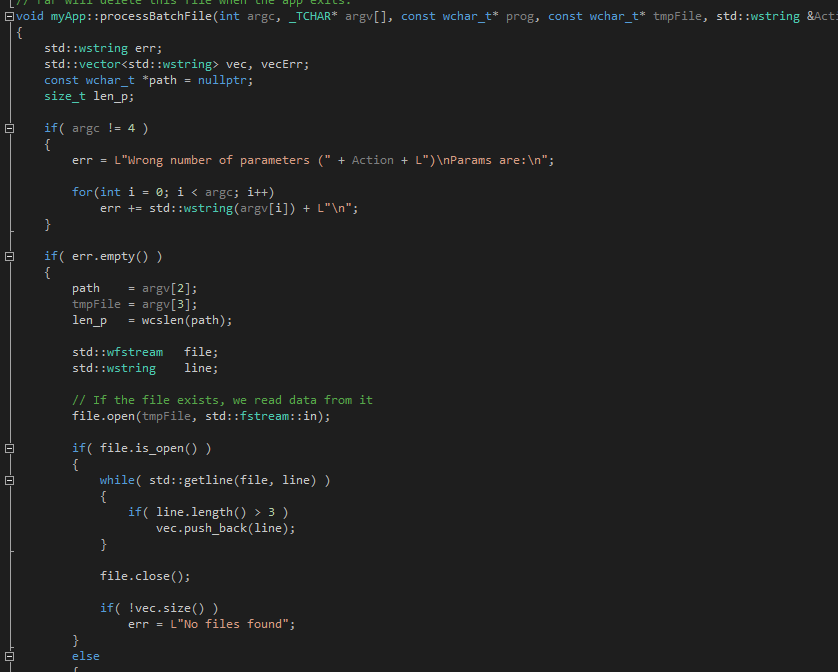 // Far will delete this file when the app exits.
void myApp::processBatchFile(int argc, _TCHAR* argv[], const wchar_t* prog, const wchar_t* tmpFile, std::wstring &Acti
{
    std::wstring err;
    std::vector<std::wstring> vec, vecErr;
    const wchar_t *path = nullptr;
    size_t len_p;
    if( argc != 4 )
    {
        err = L"Wrong number of parameters (" + Action + L")\nParams are:\n";
        for(int i = 0; i < argc; i++)
            err += std::wstring(argv[i]) + L"\n";
    }
    if( err.empty() )
    {
        path    = argv[2];
        tmpFile = argv[3];
        len_p   = wcslen(path);
        std::wfstream   file;
        std::wstring    line;
        // If the file exists, we read data from it
        file.open(tmpFile, std::fstream::in);
        if( file.is_open() )
        {
            while( std::getline(file, line) )
            {
                if( line.length() > 3 )
                    vec.push_back(line);
            }
            file.close();
            if( !vec.size() )
                err = L"No files found";
        }
        else
        {